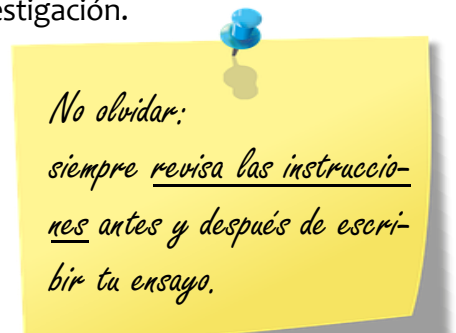 estigación.
No olvidar:
siempre revisa las instruccio-
nes antes y después de escri-
bir tu ensayo.